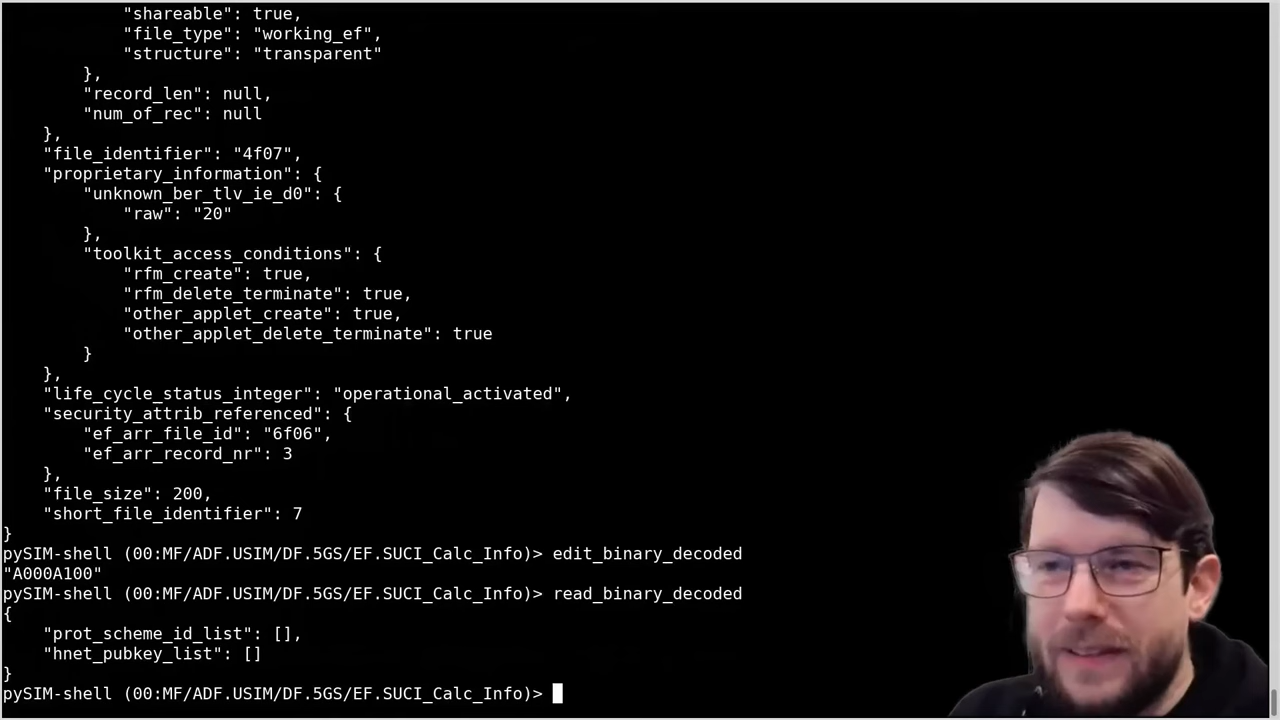 "shareable": true,
"file_type": "working_ef",
"structure": "transparent"
},
"record_len": null,
"num_of_rec": null
},
"file_identifier": "4f07",
"proprietary_information": {
"unknown_ber_tlv_ie_d0": {
"raw": "20"
},
"toolkit_access_conditions": {
"rfm_create": true,
"rfm_delete_terminate": true,
"other_applet_create": true,
"other_applet_delete_terminate": true
}
},
"life_cycle_status_integer": "operational_activated",
"security_attrib_referenced": {
"ef_arr_file_id": "6f06",
"ef_arr_record_nr": 3
},
"file_size": 200,
"short_file_identifier": 7
}
pySIM-shell (00:MF/ADF.USIM/DF.5GS/EF.SUCI_Calc_Info)> edit_binary_decoded
"A000A100"
pySIM-shell (00:MF/ADF.USIM/DF.5GS/EF.SUCI_Calc_Info)> read_binary_decoded
{
"prot_scheme_id_list": [],
"hnet_pubkey_list": []
}
pySIM-shell (00:MF/ADF.USIM/DF.5GS/EF.SUCI_Calc_Info)>